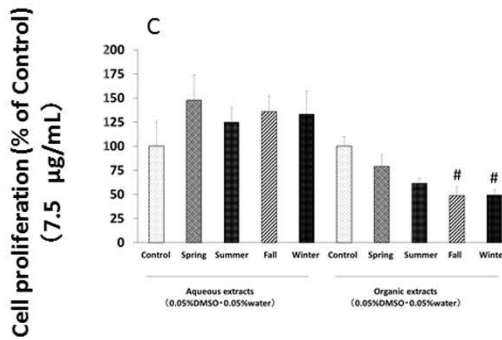 Cell proliferation (% of Control)
(7.5 μg/mL)
C
200
175
150
125
100
75
50
25
0
# #
Control Spring Summer Fall Winter Control Spring Summer Fall Winte
Aqueous extracts
(0.05%DMSO・0.05%water)
Organic extracts
(0.05%DMSO・0.05%water)